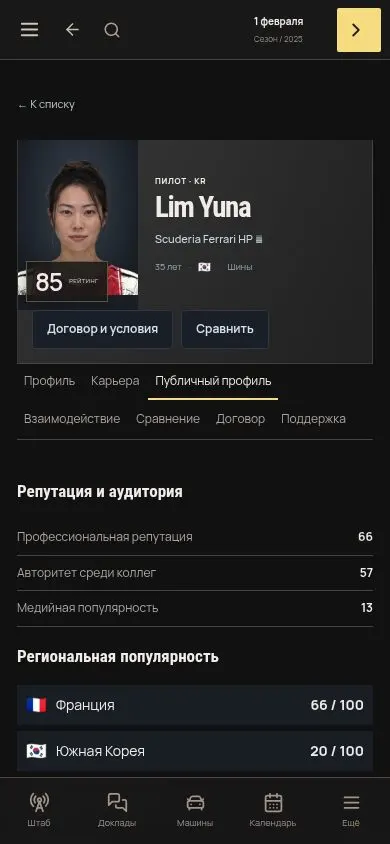 1 февраля
Сезон / 2025
← К списку
ПИЛОТ · KR
Lim Yuna
Scuderia Ferrari HP
35 лет · 🇰🇷 Шины
85 РЕЙТИНГ
Договор и условия Сравнить
Профиль Карьера Публичный профиль
Взаимодействие Сравнение Договор Поддержка
Репутация и аудитория
Профессиональная репутация 66
Авторитет среди коллег 57
Медийная популярность 13
Региональная популярность
🇫🇷 Франция 66 / 100
🇰🇷 Южная Корея 20 / 100
Штаб Доклады Машины Календарь Ещё